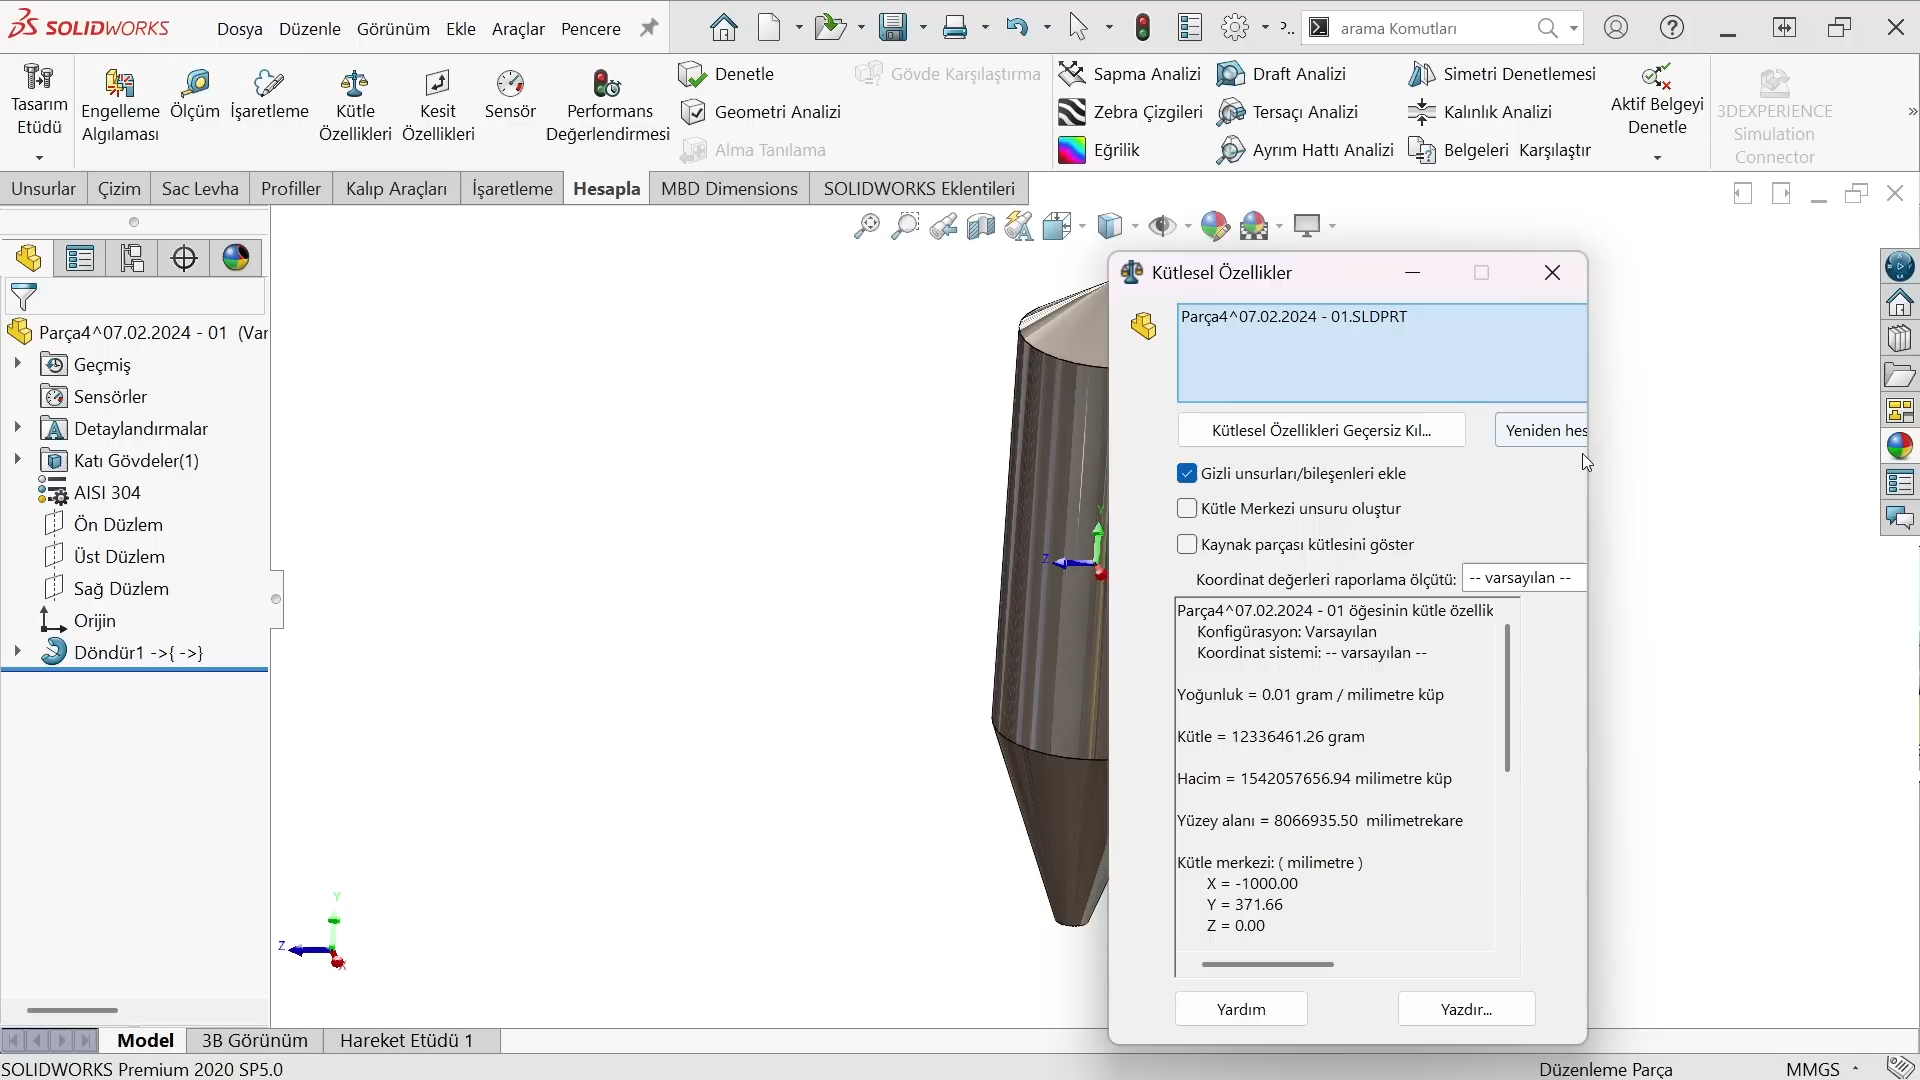 SOLIDWORKS
Dosya Düzenle Görünüm Ekle Araçlar Pencere
arama Komutları
Tasarım Etüdü
Engelleme Algılaması
Ölçüm
İşaretleme
Kütle Özellikleri
Kesit Özellikleri
Sensör
Performans Değerlendirmesi
Denetle
Geometri Analizi
Alma Tanılama
Gövde Karşılaştırma
Sapma Analizi
Zebra Çizgileri
Eğrilik
Draft Analizi
Tersaçı Analizi
Ayrım Hattı Analizi
Simetri Denetlemesi
Kalınlık Analizi
Belgeleri Karşılaştır
Aktif Belgeyi Denetle
3DEXPERIENCE Simulation Connector
Unsurlar Çizim Sac Levha Profiller Kalıp Araçları İşaretleme Hesapla MBD Dimensions SOLIDWORKS Eklentileri
Parça4^07.02.2024 - 01 (Var
Geçmiş
Sensörler
Detaylandırmalar
Katı Gövdeler(1)
AISI 304
Ön Düzlem
Üst Düzlem
Sağ Düzlem
Orijin
Döndür1 ->{ ->}
Y
Z
Y
Z
X
Kütlesel Özellikler
Parça4^07.02.2024 - 01.SLDPRT
Kütlesel Özellikleri Geçersiz Kıl...
Yeniden hes
Gizli unsurları/bileşenleri ekle
Kütle Merkezi unsuru oluştur
Kaynak parçası kütlesini göster
Koordinat değerleri raporlama ölçütü: -- varsayılan --
Parça4^07.02.2024 - 01 öğesinin kütle özellik
Konfigürasyon: Varsayılan
Koordinat sistemi: -- varsayılan --
Yoğunluk = 0.01 gram / milimetre küp
Kütle = 12336461.26 gram
Hacim = 1542057656.94 milimetre küp
Yüzey alanı = 8066935.50 milimetrekare
Kütle merkezi: ( milimetre )
X = -1000.00
Y = 371.66
Z = 0.00
Yardım
Yazdır...
Model 3B Görünüm Hareket Etüdü 1
SOLIDWORKS Premium 2020 SP5.0
Düzenleme Parça
MMGS